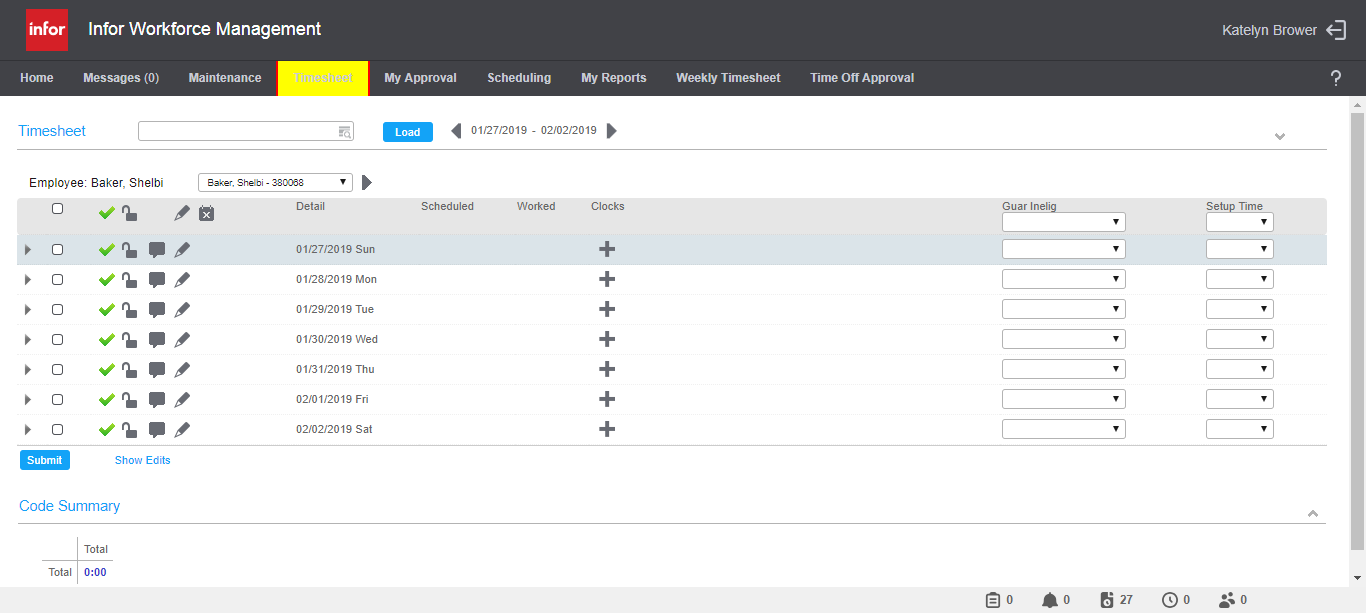 infor Infor Workforce Management Katelyn Brower
Home Messages (0) Maintenance Timesheet My Approval Scheduling My Reports Weekly Timesheet Time Off Approval ?
Timesheet Load 01/27/2019 - 02/02/2019
Employee: Baker, Shelbi Baker, Shelbi - 380068
Detail Scheduled Worked Clocks Guar Inelig Setup Time
01/27/2019 Sun
01/28/2019 Mon
01/29/2019 Tue
01/30/2019 Wed
01/31/2019 Thu
02/01/2019 Fri
02/02/2019 Sat
Submit Show Edits
Code Summary
Total
Total 0:00
0 0 27 0 0